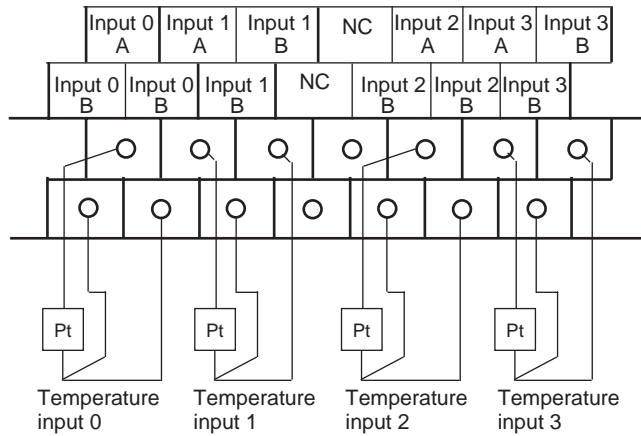 Input 0 Input 1 Input 1 NC Input 2 Input 3 Input 3
A A B A A B
Input 0 Input 0 Input 1 NC Input 2 Input 2 Input 3
B B B B B B
Pt Pt Pt Pt
Temperature Temperature Temperature Temperature
input 0 input 1 input 2 input 3